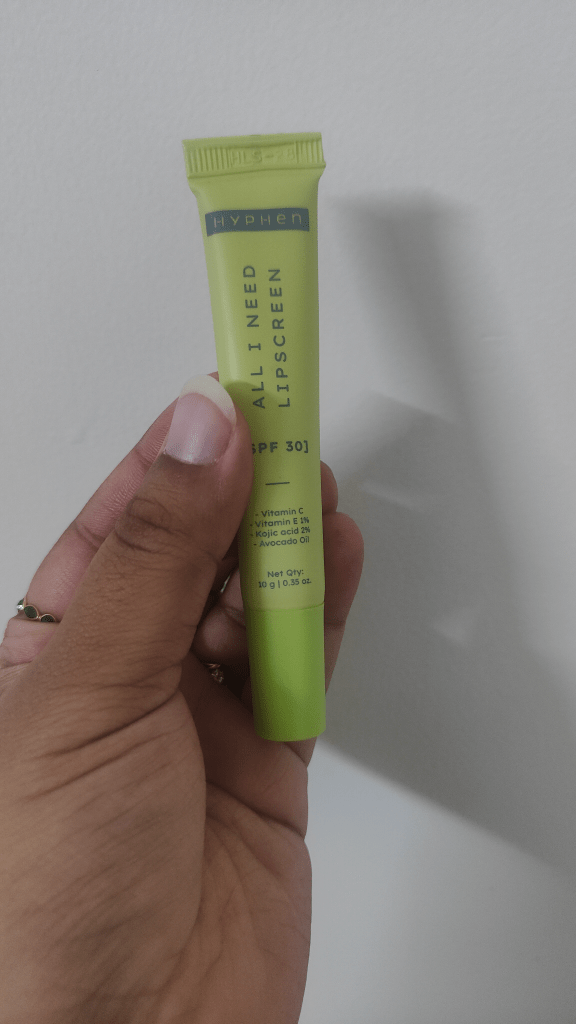 HYPHEN
ALL I NEED
LIPSCREEN
SPF 30]
- Vitamin C
- Vitamin E 1%
- Kojic acid 2%
- Avocado Oil
Net Qty:
10 g | 0.35 oz.